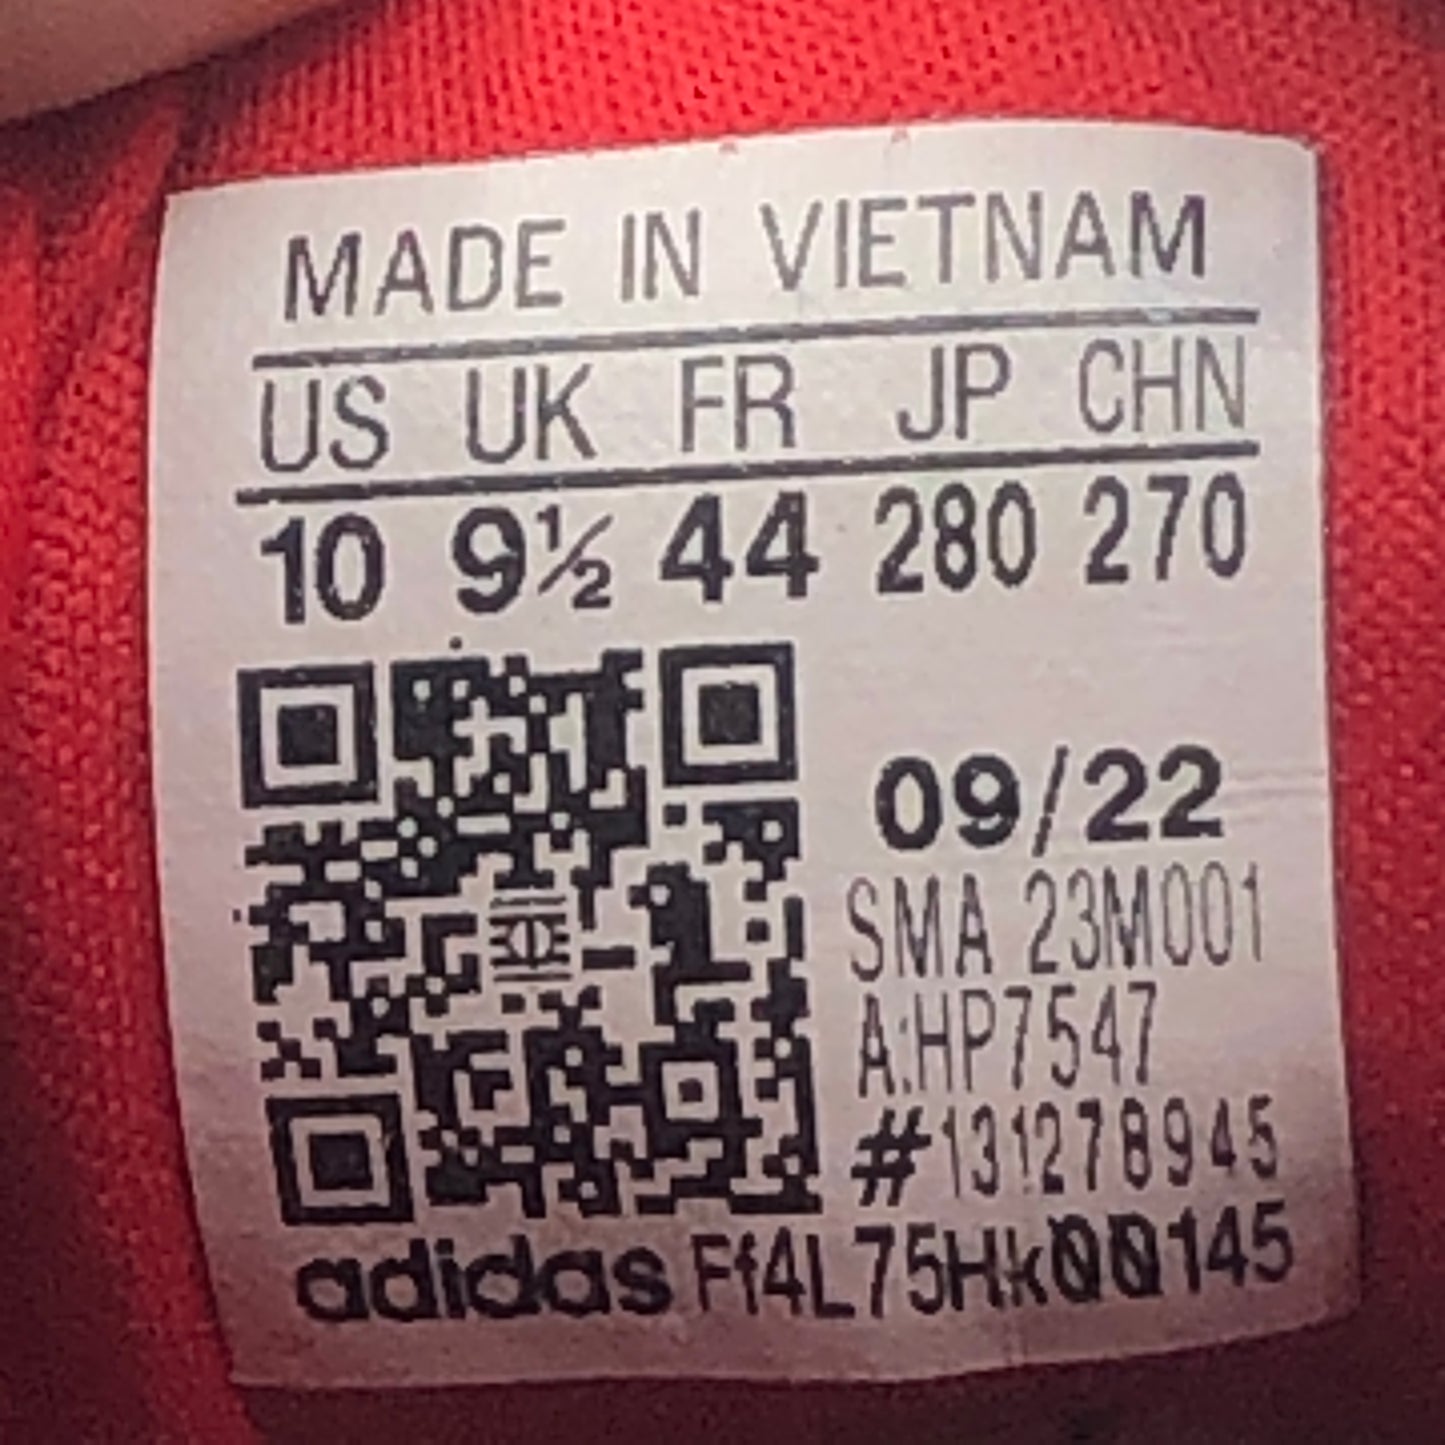 MADE IN VIETNAM
US UK FR JP CHN
10 9½ 44 280 270
09/22
SMA 23M001
A:HP7547
#131278945
adidas Ff4L75Hk00145